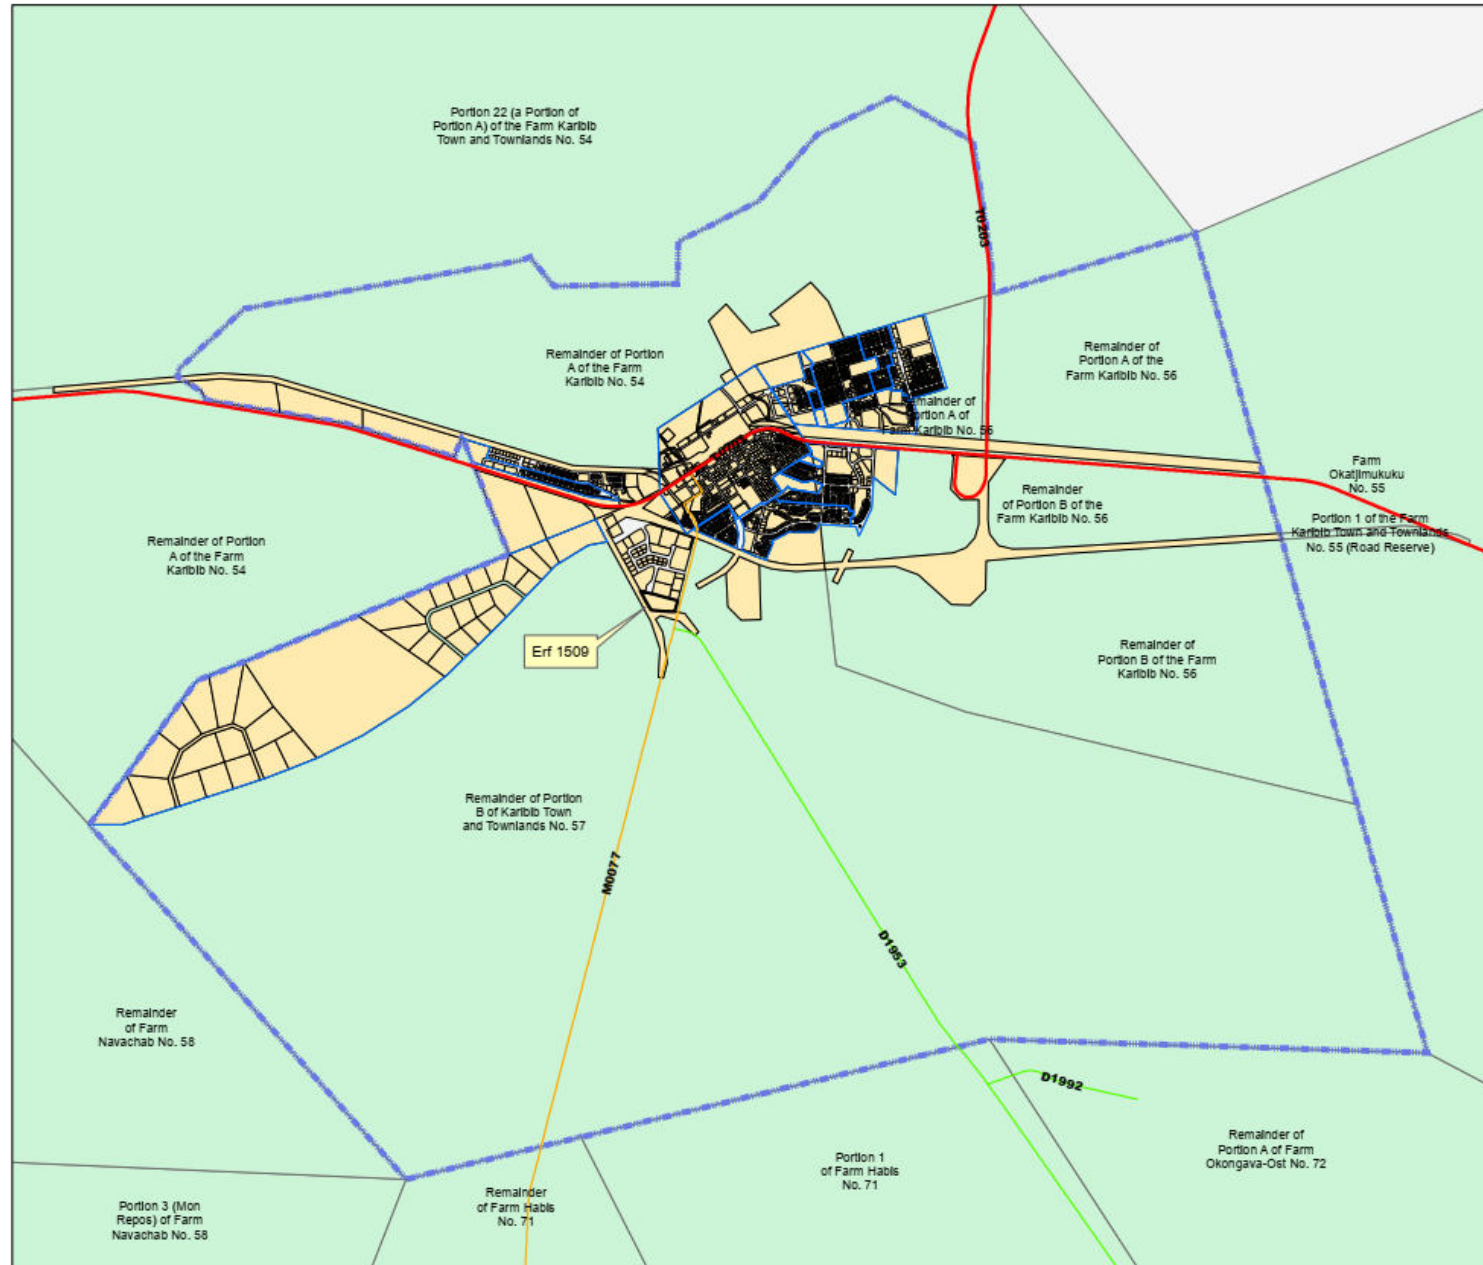 Portion 22 (a Portion of
Portion A) of the Farm Karibib
Town and Townlands No. 54
T0203
Remainder of Portion
A of the Farm
Karibib No. 54
Remainder of
Portion A of the
Farm Karibib No. 56
Remainder of
Portion A of
Farm Karibib No. 56
Farm
Okatjimukuku
No. 55
Remainder
of Portion B of the
Farm Karibib No. 56
Portion 1 of the Farm
Karibib Town and Townlands
No. 55 (Road Reserve)
Remainder of Portion
A of the Farm
Karibib No. 54
Erf 1509
Remainder of
Portion B of the Farm
Karibib No. 56
Remainder of Portion
B of Karibib Town
and Townlands No. 57
M0077
D1953
Remainder
of Farm
Navachab No. 58
D1992
Remainder of
Portion A of Farm
Okongava-Ost No. 72
Portion 1
of Farm Habis
No. 71
Remainder
of Farm Habis
No. 71
Portion 3 (Mon
Repos) of Farm
Navachab No. 58